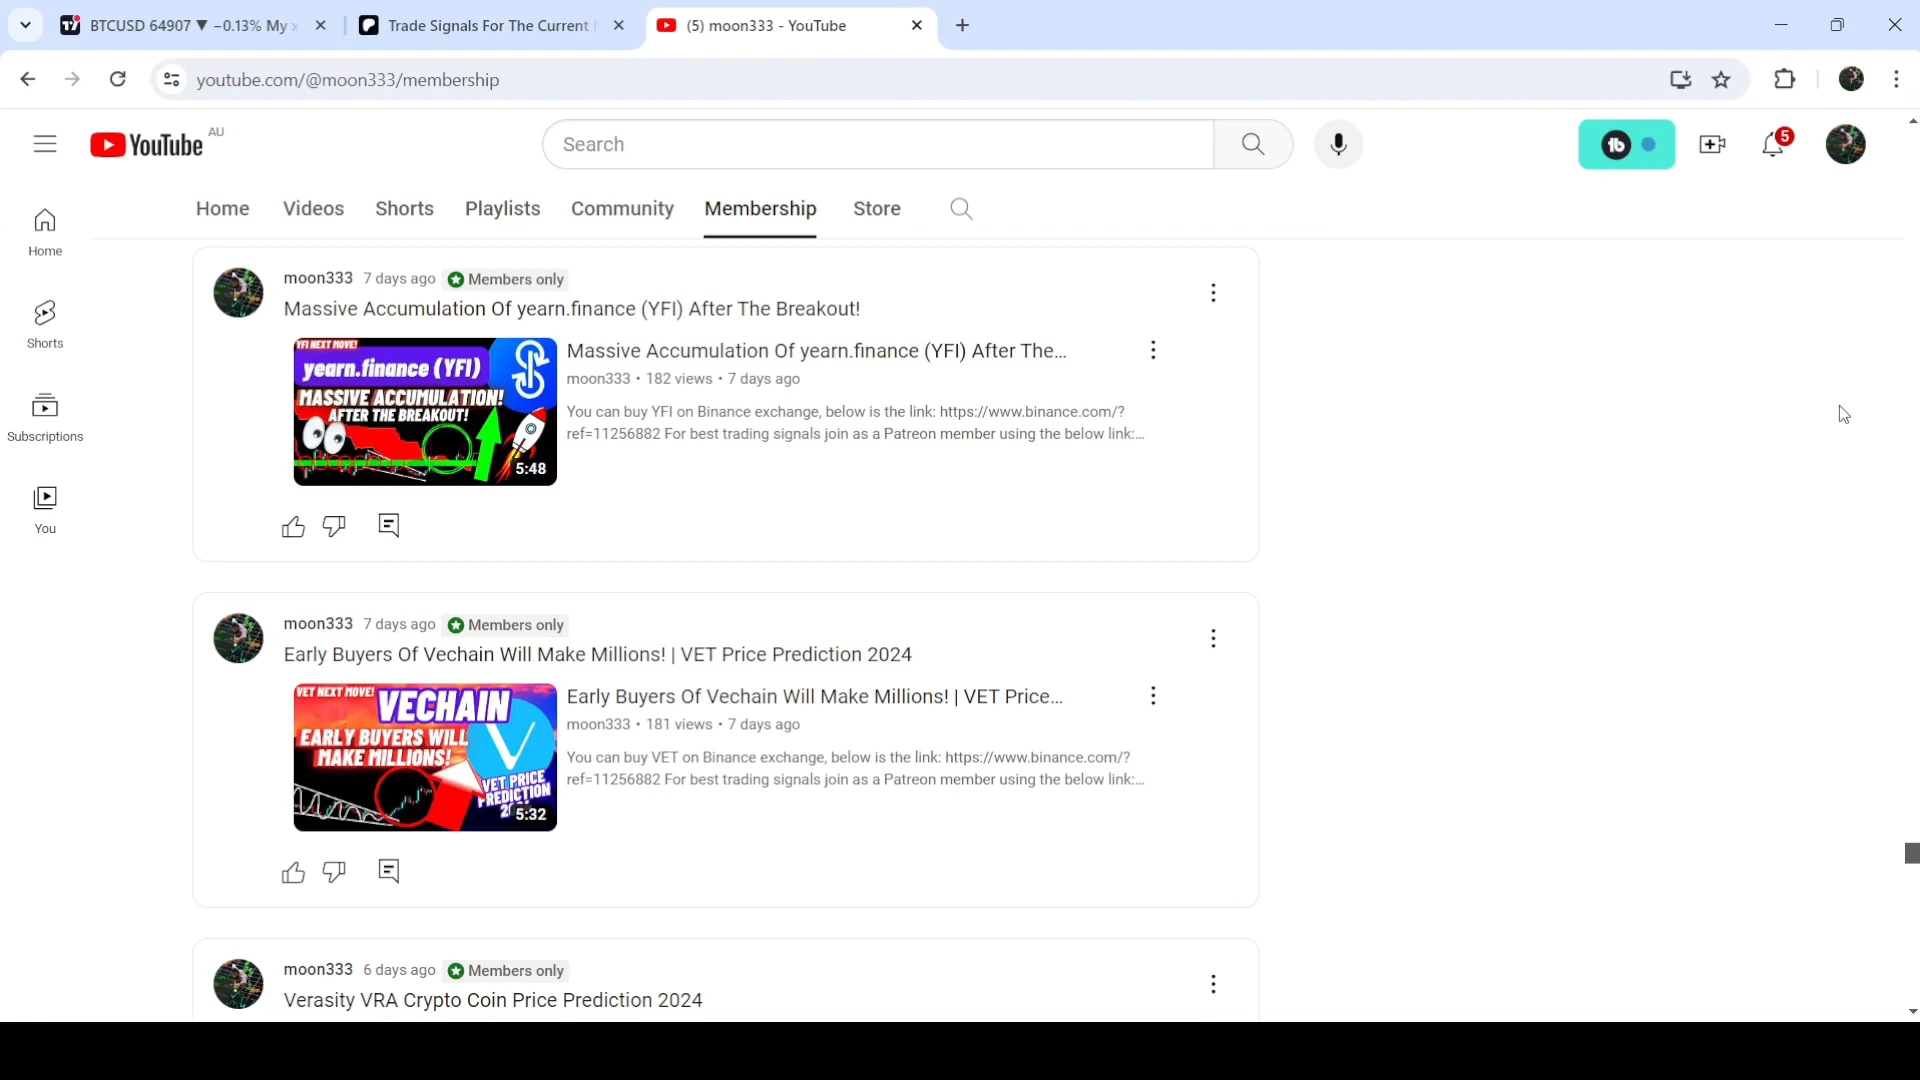 BTCUSD 64907 ▼ −0.13% My
Trade Signals For The Current
(5) moon333 - YouTube
youtube.com/@moon333/membership
YouTube AU
Search
5
Home
Videos
Shorts
Playlists
Community
Membership
Store
Home
Shorts
Subscriptions
You
moon333 7 days ago Members only
Massive Accumulation Of yearn.finance (YFI) After The Breakout!
YFI NEXT MOVE!
yearn.finance (YFI)
MASSIVE ACCUMULATION!
AFTER THE BREAKOUT!
5:48
Massive Accumulation Of yearn.finance (YFI) After The...
moon333 • 182 views • 7 days ago
You can buy YFI on Binance exchange, below is the link: https://www.binance.com/?
ref=11256882 For best trading signals join as a Patreon member using the below link:...
moon333 7 days ago Members only
Early Buyers Of Vechain Will Make Millions! | VET Price Prediction 2024
VET NEXT MOVE!
VECHAIN
EARLY BUYERS WILL
MAKE MILLIONS!
VET PRICE
PREDICTION
5:32
Early Buyers Of Vechain Will Make Millions! | VET Price...
moon333 • 181 views • 7 days ago
You can buy VET on Binance exchange, below is the link: https://www.binance.com/?
ref=11256882 For best trading signals join as a Patreon member using the below link:...
moon333 6 days ago Members only
Verasity VRA Crypto Coin Price Prediction 2024